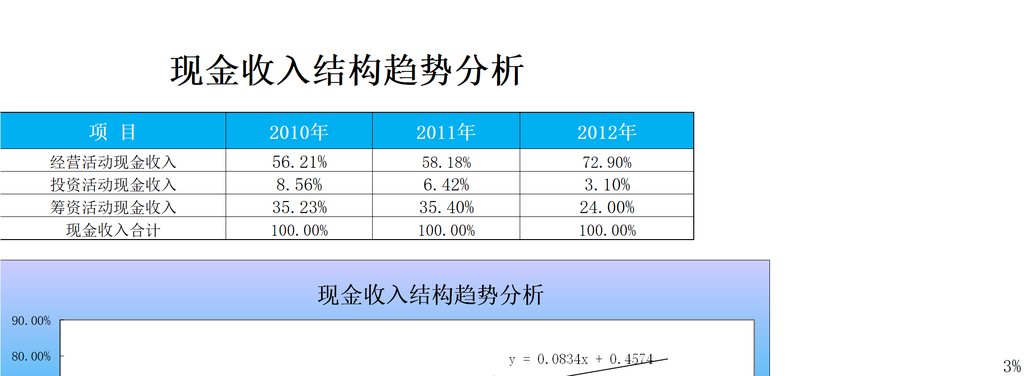 现金收入结构趋势分析
项 目 2010年 2011年 2012年
经营活动现金收入 56.21% 58.18% 72.90%
投资活动现金收入 8.56% 6.42% 3.10%
筹资活动现金收入 35.23% 35.40% 24.00%
现金收入合计 100.00% 100.00% 100.00%
现金收入结构趋势分析
90.00%
80.00%
y = 0.0834x + 0.4574
3%